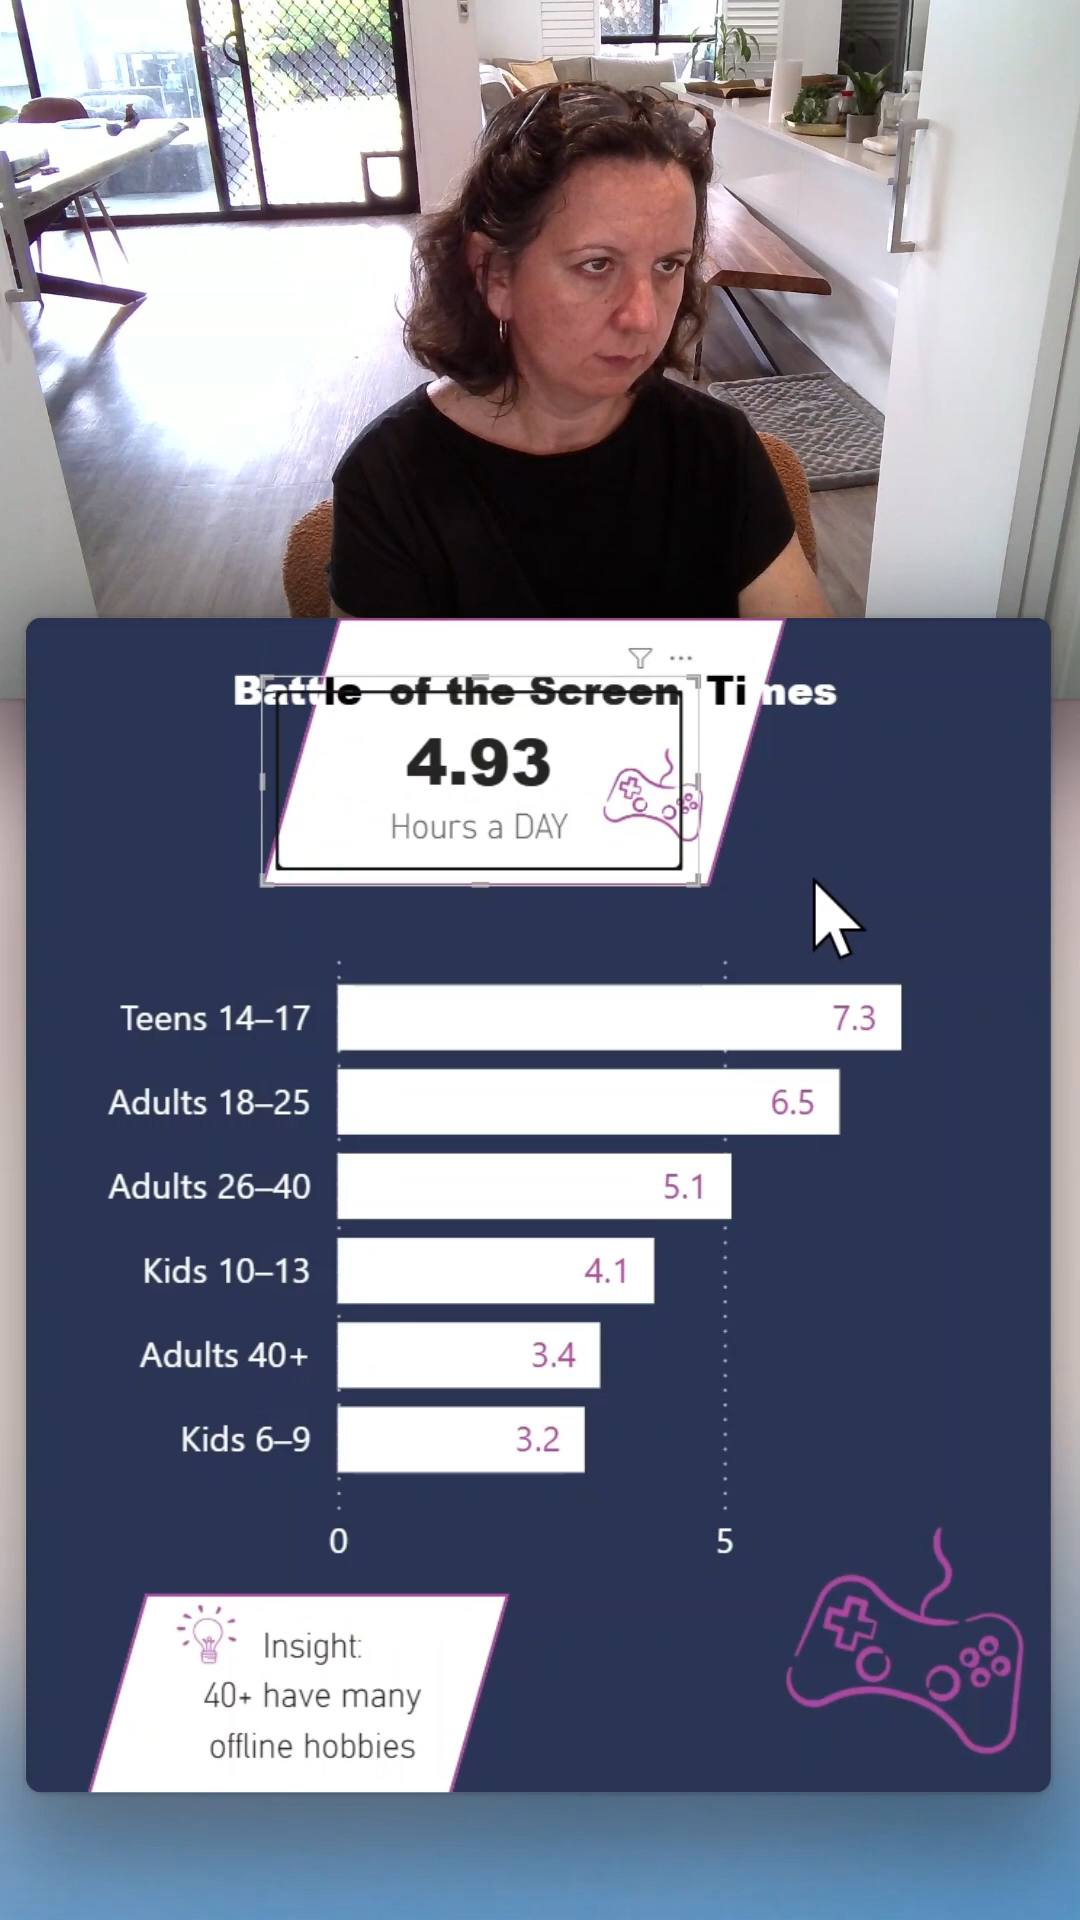 Battle of the Screen Times
4.93
Hours a DAY
Teens 14–17
7.3
Adults 18–25
6.5
Adults 26–40
5.1
Kids 10–13
4.1
Adults 40+
3.4
Kids 6–9
3.2
0 5
Insight:
40+ have many
offline hobbies